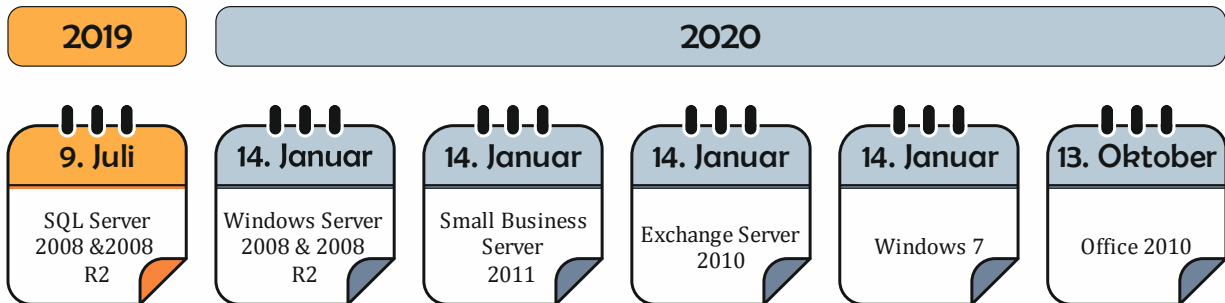 2019
2020
9. Juli
SQL Server
2008 &2008
R2
14. Januar
Windows Server
2008 & 2008
R2
14. Januar
Small Business
Server
2011
14. Januar
Exchange Server
2010
14. Januar
Windows 7
13. Oktober
Office 2010